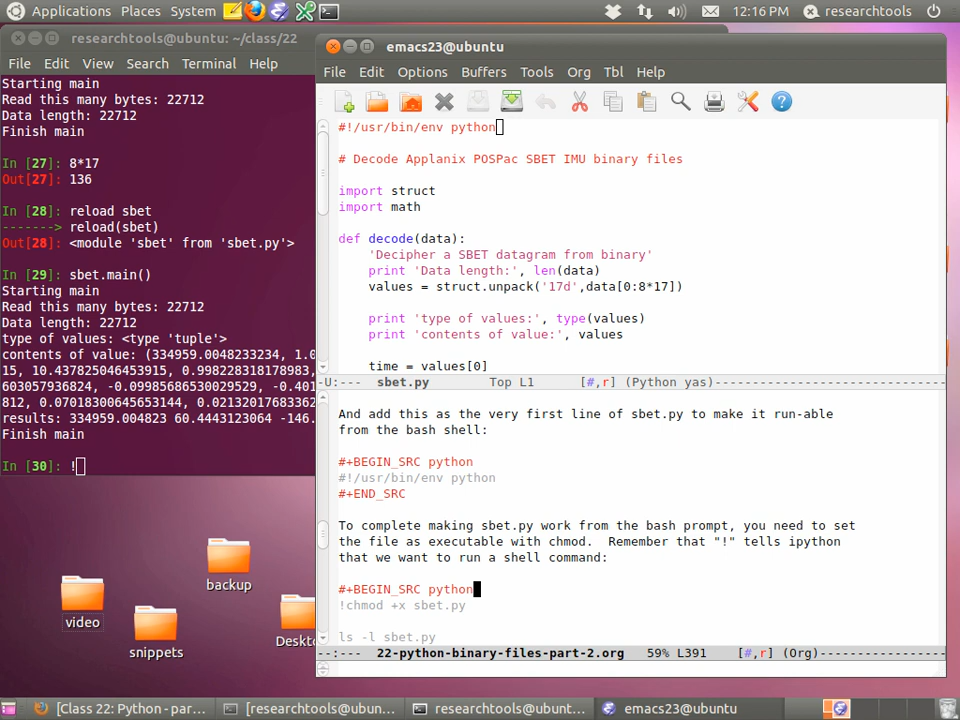 Applications Places System 12:16 PM researchtools
researchtools@ubuntu: ~/class/22
File Edit View Search Terminal Help
Starting main
Read this many bytes: 22712
Data length: 22712
Finish main
In [27]: 8*17
Out[27]: 136
In [28]: reload sbet
-------> reload(sbet)
Out[28]: <module 'sbet' from 'sbet.py'>
In [29]: sbet.main()
Starting main
Read this many bytes: 22712
Data length: 22712
type of values: <type 'tuple'>
contents of value: (334959.0048233234, 1.0
15, 10.437825046453915, 0.998228318178983,
603057936824, -0.09985686530029529, -0.401
812, 0.07018300645653144, 0.02132017683362
results: 334959.004823 60.4443123064 -146.
Finish main
In [30]: !
video
backup
snippets
Deskto
emacs23@ubuntu
File Edit Options Buffers Tools Org Tbl Help
#!/usr/bin/env python
# Decode Applanix POSPac SBET IMU binary files
import struct
import math
def decode(data):
'Decipher a SBET datagram from binary'
print 'Data length:', len(data)
values = struct.unpack('17d',data[0:8*17])
print 'type of values:', type(values)
print 'contents of value:', values
time = values[0]
-U:--- sbet.py Top L1 [#,r] (Python yas)-----------------------
And add this as the very first line of sbet.py to make it run-able
from the bash shell:
#+BEGIN_SRC python
#!/usr/bin/env python
#+END_SRC
To complete making sbet.py work from the bash prompt, you need to set
the file as executable with chmod. Remember that "!" tells ipython
that we want to run a shell command:
#+BEGIN_SRC python
!chmod +x sbet.py
ls -l sbet.py
--:--- 22-python-binary-files-part-2.org 59% L391 [#,r] (Org)----------------
[Class 22: Python - par... [researchtools@ubun... researchtools@ubunt... emacs23@ubuntu